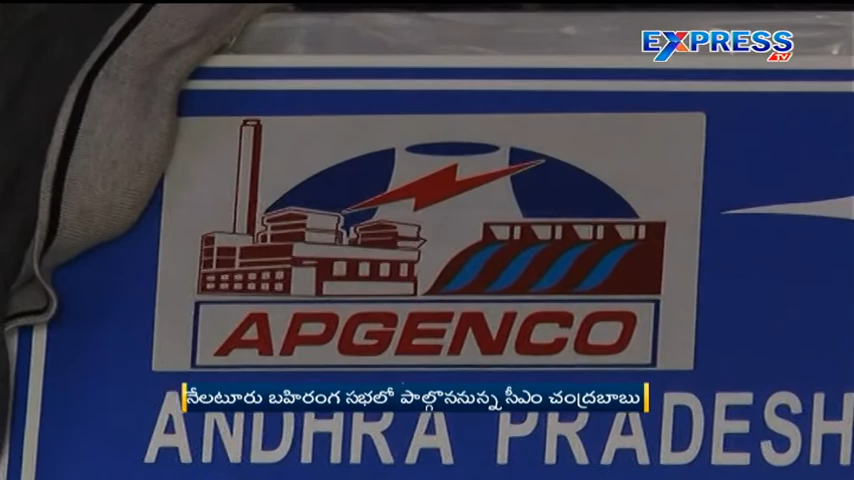 EXPRESS
TV
APGENCO
నేలటూరు బహిరంగ సభలో పాల్గొననున్న సీఎం చంద్రబాబు
ANDHRA PRADESH